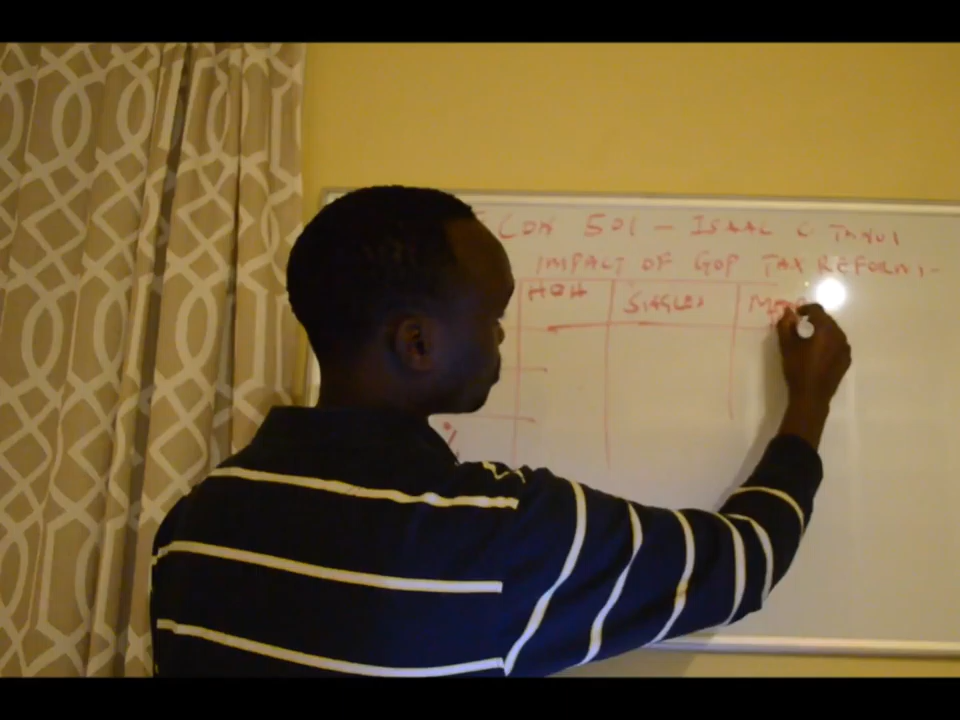 ECON 501 - ISAAC C TANUI
IMPACT OF GOP TAX REFORM -
HOH SINGLES
%